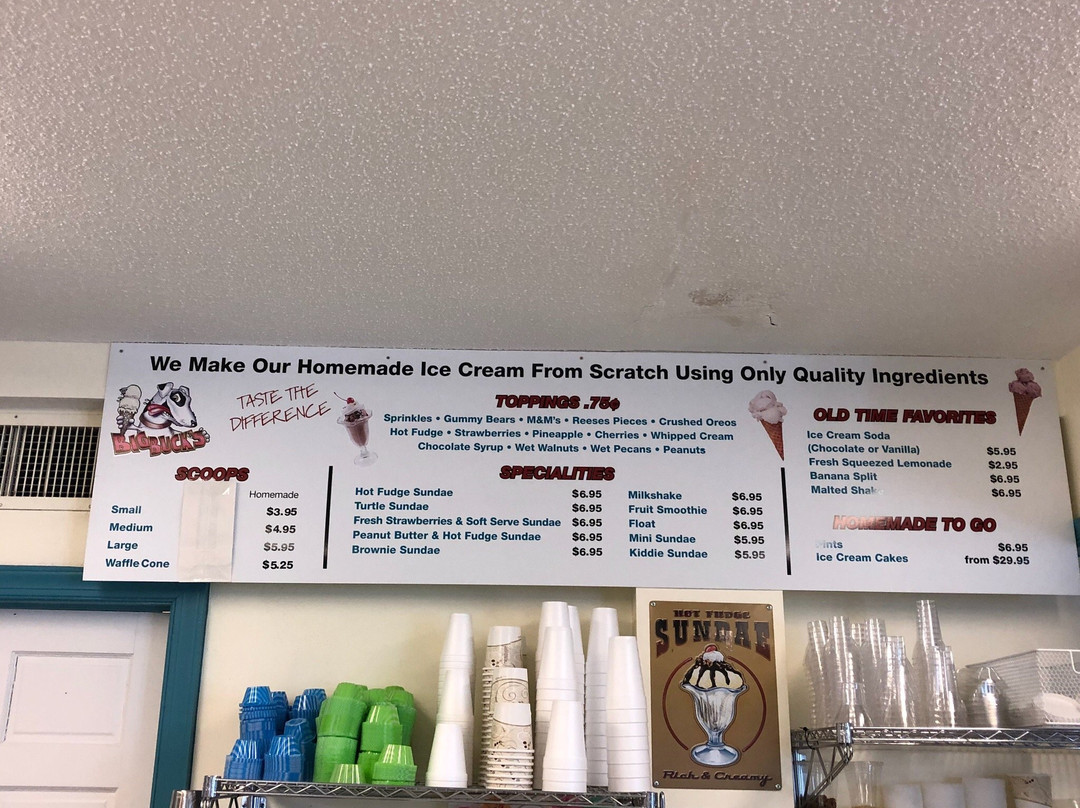 We Make Our Homemade Ice Cream From Scratch Using Only Quality Ingredients
BIG BUCK'S
TASTE THE
DIFFERENCE
TOPPINGS .75¢
Sprinkles • Gummy Bears • M&M's • Reeses Pieces • Crushed Oreos
Hot Fudge • Strawberries • Pineapple • Cherries • Whipped Cream
Chocolate Syrup • Wet Walnuts • Wet Pecans • Peanuts
SCOOPS
Homemade
Small $3.95
Medium $4.95
Large $5.95
Waffle Cone $5.25
SPECIALITIES
Hot Fudge Sundae $6.95
Turtle Sundae $6.95
Fresh Strawberries & Soft Serve Sundae $6.95
Peanut Butter & Hot Fudge Sundae $6.95
Brownie Sundae $6.95
Milkshake $6.95
Fruit Smoothie $6.95
Float $6.95
Mini Sundae $5.95
Kiddie Sundae $5.95
OLD TIME FAVORITES
Ice Cream Soda
(Chocolate or Vanilla) $5.95
Fresh Squeezed Lemonade $2.95
Banana Split $6.95
Malted Shake $6.95
HOMEMADE TO GO
Pints $6.95
Ice Cream Cakes from $29.95
HOT FUDGE
SUNDAE
Rich & Creamy